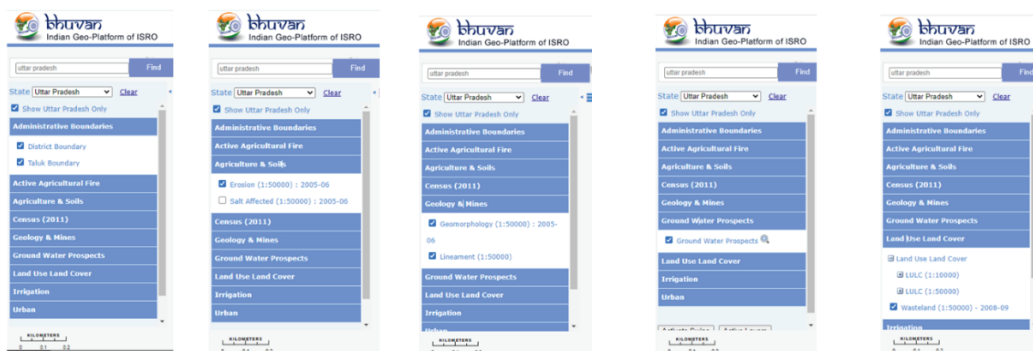 bhuvan
Indian Geo-Platform of ISRO
uttar pradesh
Find
State Uttar Pradesh Clear
Show Uttar Pradesh Only
Administrative Boundaries
District Boundary
Taluk Boundary
Active Agricultural Fire
Agriculture & Soils
Census (2011)
Geology & Mines
Ground Water Prospects
Land Use Land Cover
Irrigation
Urban
KILOMETERS
0 0.1 0.2
bhuvan
Indian Geo-Platform of ISRO
uttar pradesh
Find
State Uttar Pradesh Clear
Show Uttar Pradesh Only
Administrative Boundaries
Active Agricultural Fire
Agriculture & Soils
Erosion (1:50000) : 2005-06
Salt Affected (1:50000) : 2005-06
Census (2011)
Geology & Mines
Ground Water Prospects
Land Use Land Cover
Irrigation
Urban
KILOMETERS
bhuvan
Indian Geo-Platform of ISRO
uttar pradesh
Find
State Uttar Pradesh Clear
Show Uttar Pradesh Only
Administrative Boundaries
Active Agricultural Fire
Agriculture & Soils
Census (2011)
Geology & Mines
Geomorphology (1:50000) : 2005-
06
Lineament (1:50000)
Ground Water Prospects
Land Use Land Cover
Irrigation
Urban
KILOMETERS
bhuvan
Indian Geo-Platform of ISRO
uttar pradesh
Find
State Uttar Pradesh Clear
Show Uttar Pradesh Only
Administrative Boundaries
Active Agricultural Fire
Agriculture & Soils
Census (2011)
Geology & Mines
Ground Water Prospects
Ground Water Prospects
Land Use Land Cover
Irrigation
Urban
KILOMETERS
bhuvan
Indian Geo-Platform of ISRO
uttar pradesh
Find
State Uttar Pradesh Clear
Show Uttar Pradesh Only
Administrative Boundaries
Active Agricultural Fire
Agriculture & Soils
Census (2011)
Geology & Mines
Ground Water Prospects
Land Use Land Cover
Land Use Land Cover
LULC (1:10000)
LULC (1:50000)
Wasteland (1:50000) - 2008-09
Irrigation
KILOMETERS